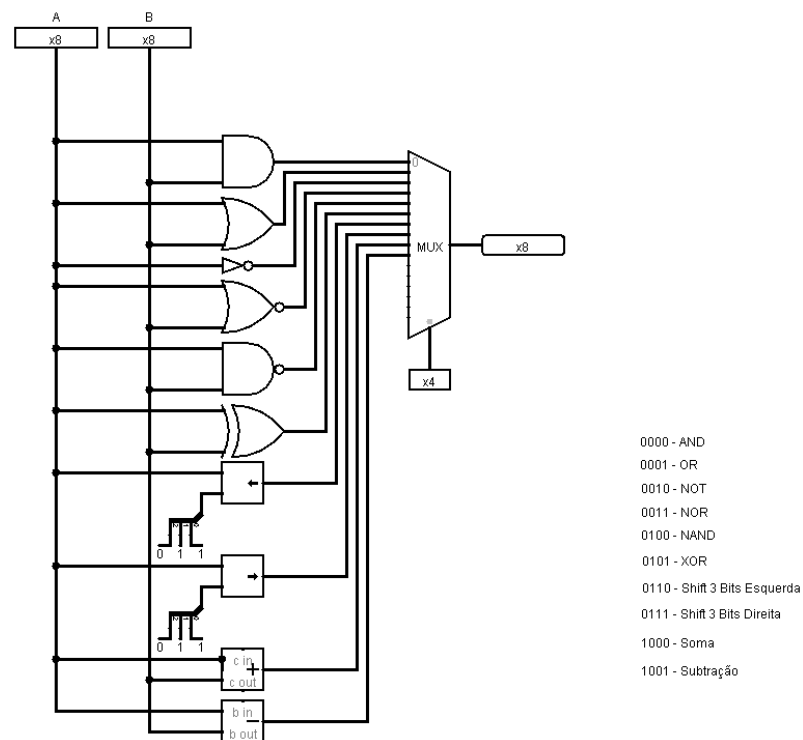 A
B
x8
x8
0
MUX
x8
x4
0 1 1
0 1 1
c in
+
c out
b in
b out
0000 - AND
0001 - OR
0010 - NOT
0011 - NOR
0100 - NAND
0101 - XOR
0110 - Shift 3 Bits Esquerda
0111 - Shift 3 Bits Direita
1000 - Soma
1001 - Subtração